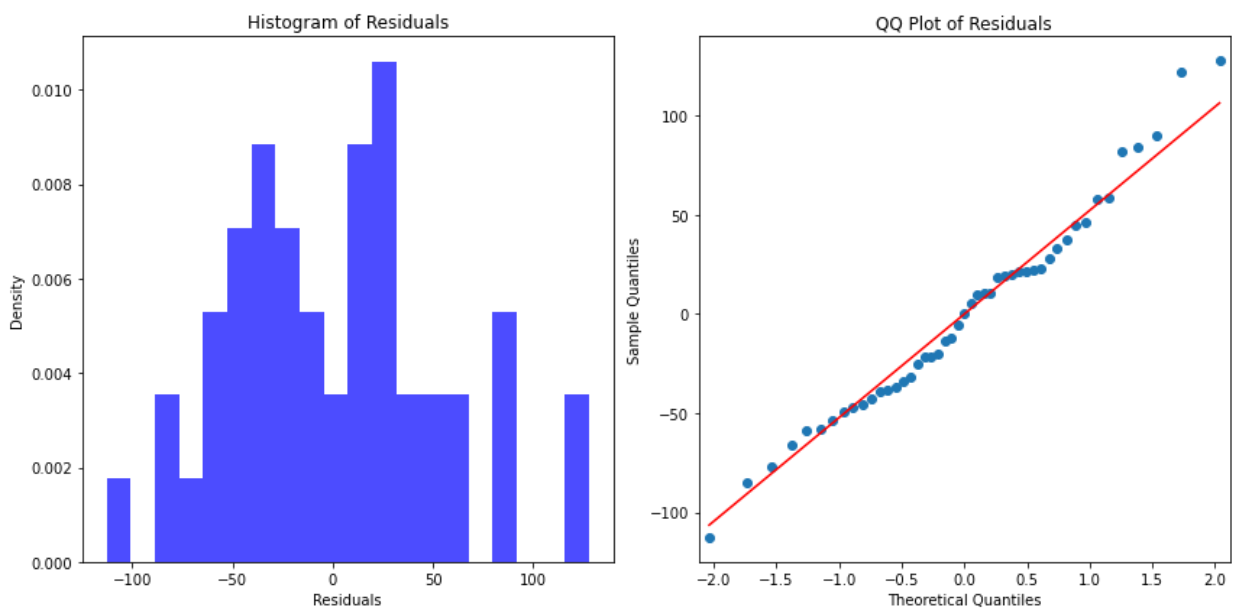 Histogram of Residuals
Density
0.010
0.008
0.006
0.004
0.002
0.000
−100 −50 0 50 100
Residuals
QQ Plot of Residuals
Sample Quantiles
100
50
0
−50
−100
−2.0 −1.5 −1.0 −0.5 0.0 0.5 1.0 1.5 2.0
Theoretical Quantiles